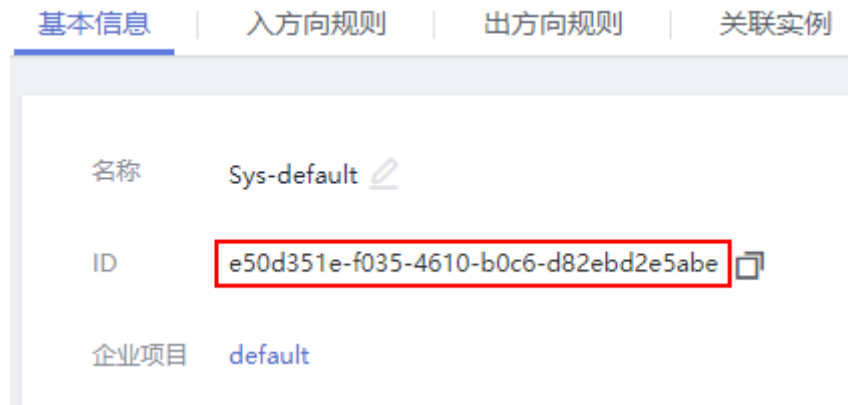 基本信息 入方向规则 出方向规则 关联实例
名称 Sys-default
ID e50d351e-f035-4610-b0c6-d82ebd2e5abe
企业项目 default